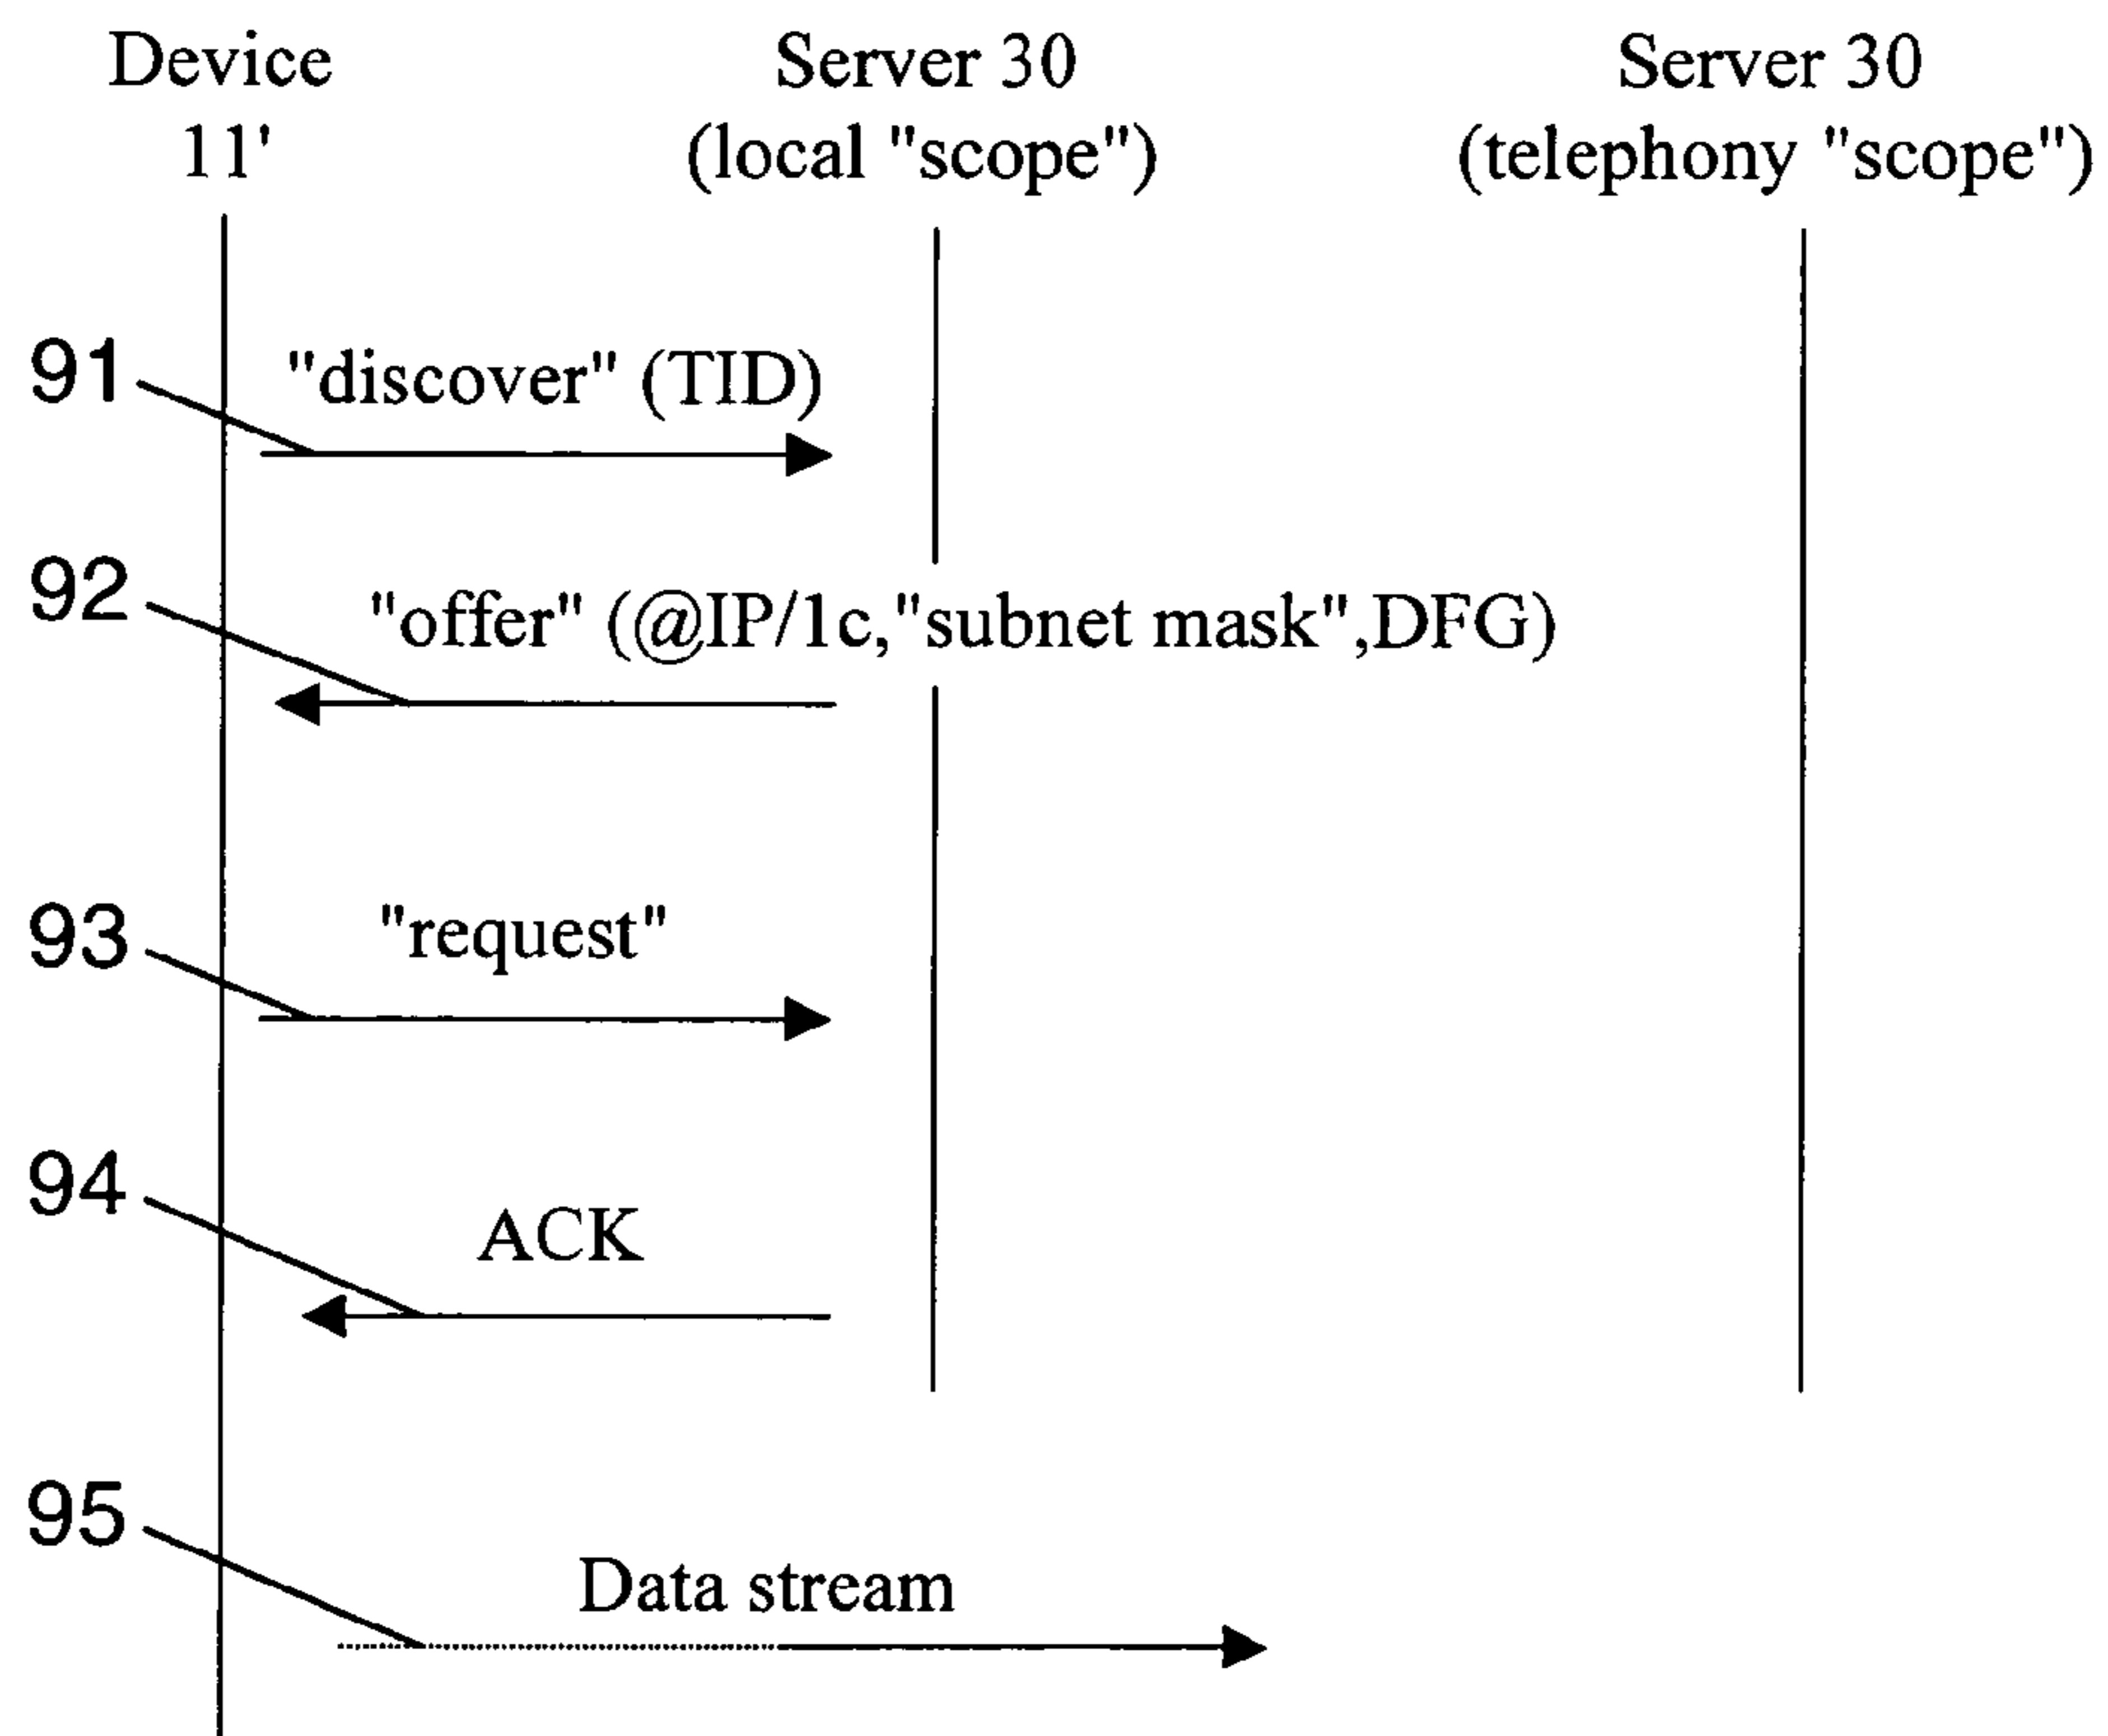 Device Server 30 Server 30
11' (local "scope") (telephony "scope")
91 "discover" (TID)
92 "offer" (@IP/1c,"subnet mask",DFG)
93 "request"
94 ACK
95 Data stream